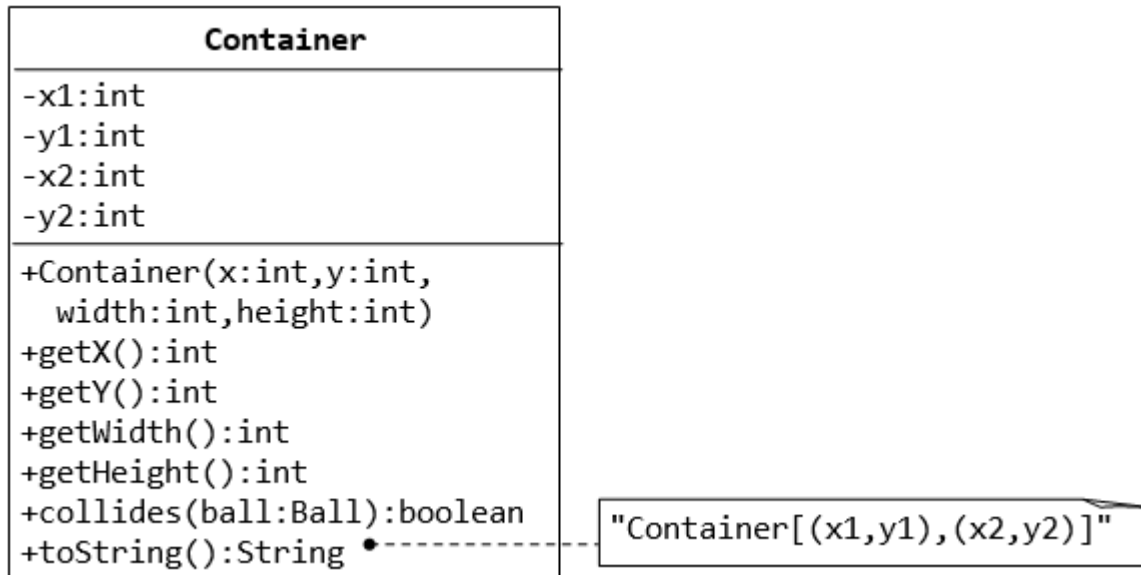 Container
-x1:int
-y1:int
-x2:int
-y2:int
+Container(x:int,y:int,
width:int,height:int)
+getX():int
+getY():int
+getWidth():int
+getHeight():int
+collides(ball:Ball):boolean
+toString():String
"Container[(x1,y1),(x2,y2)]"